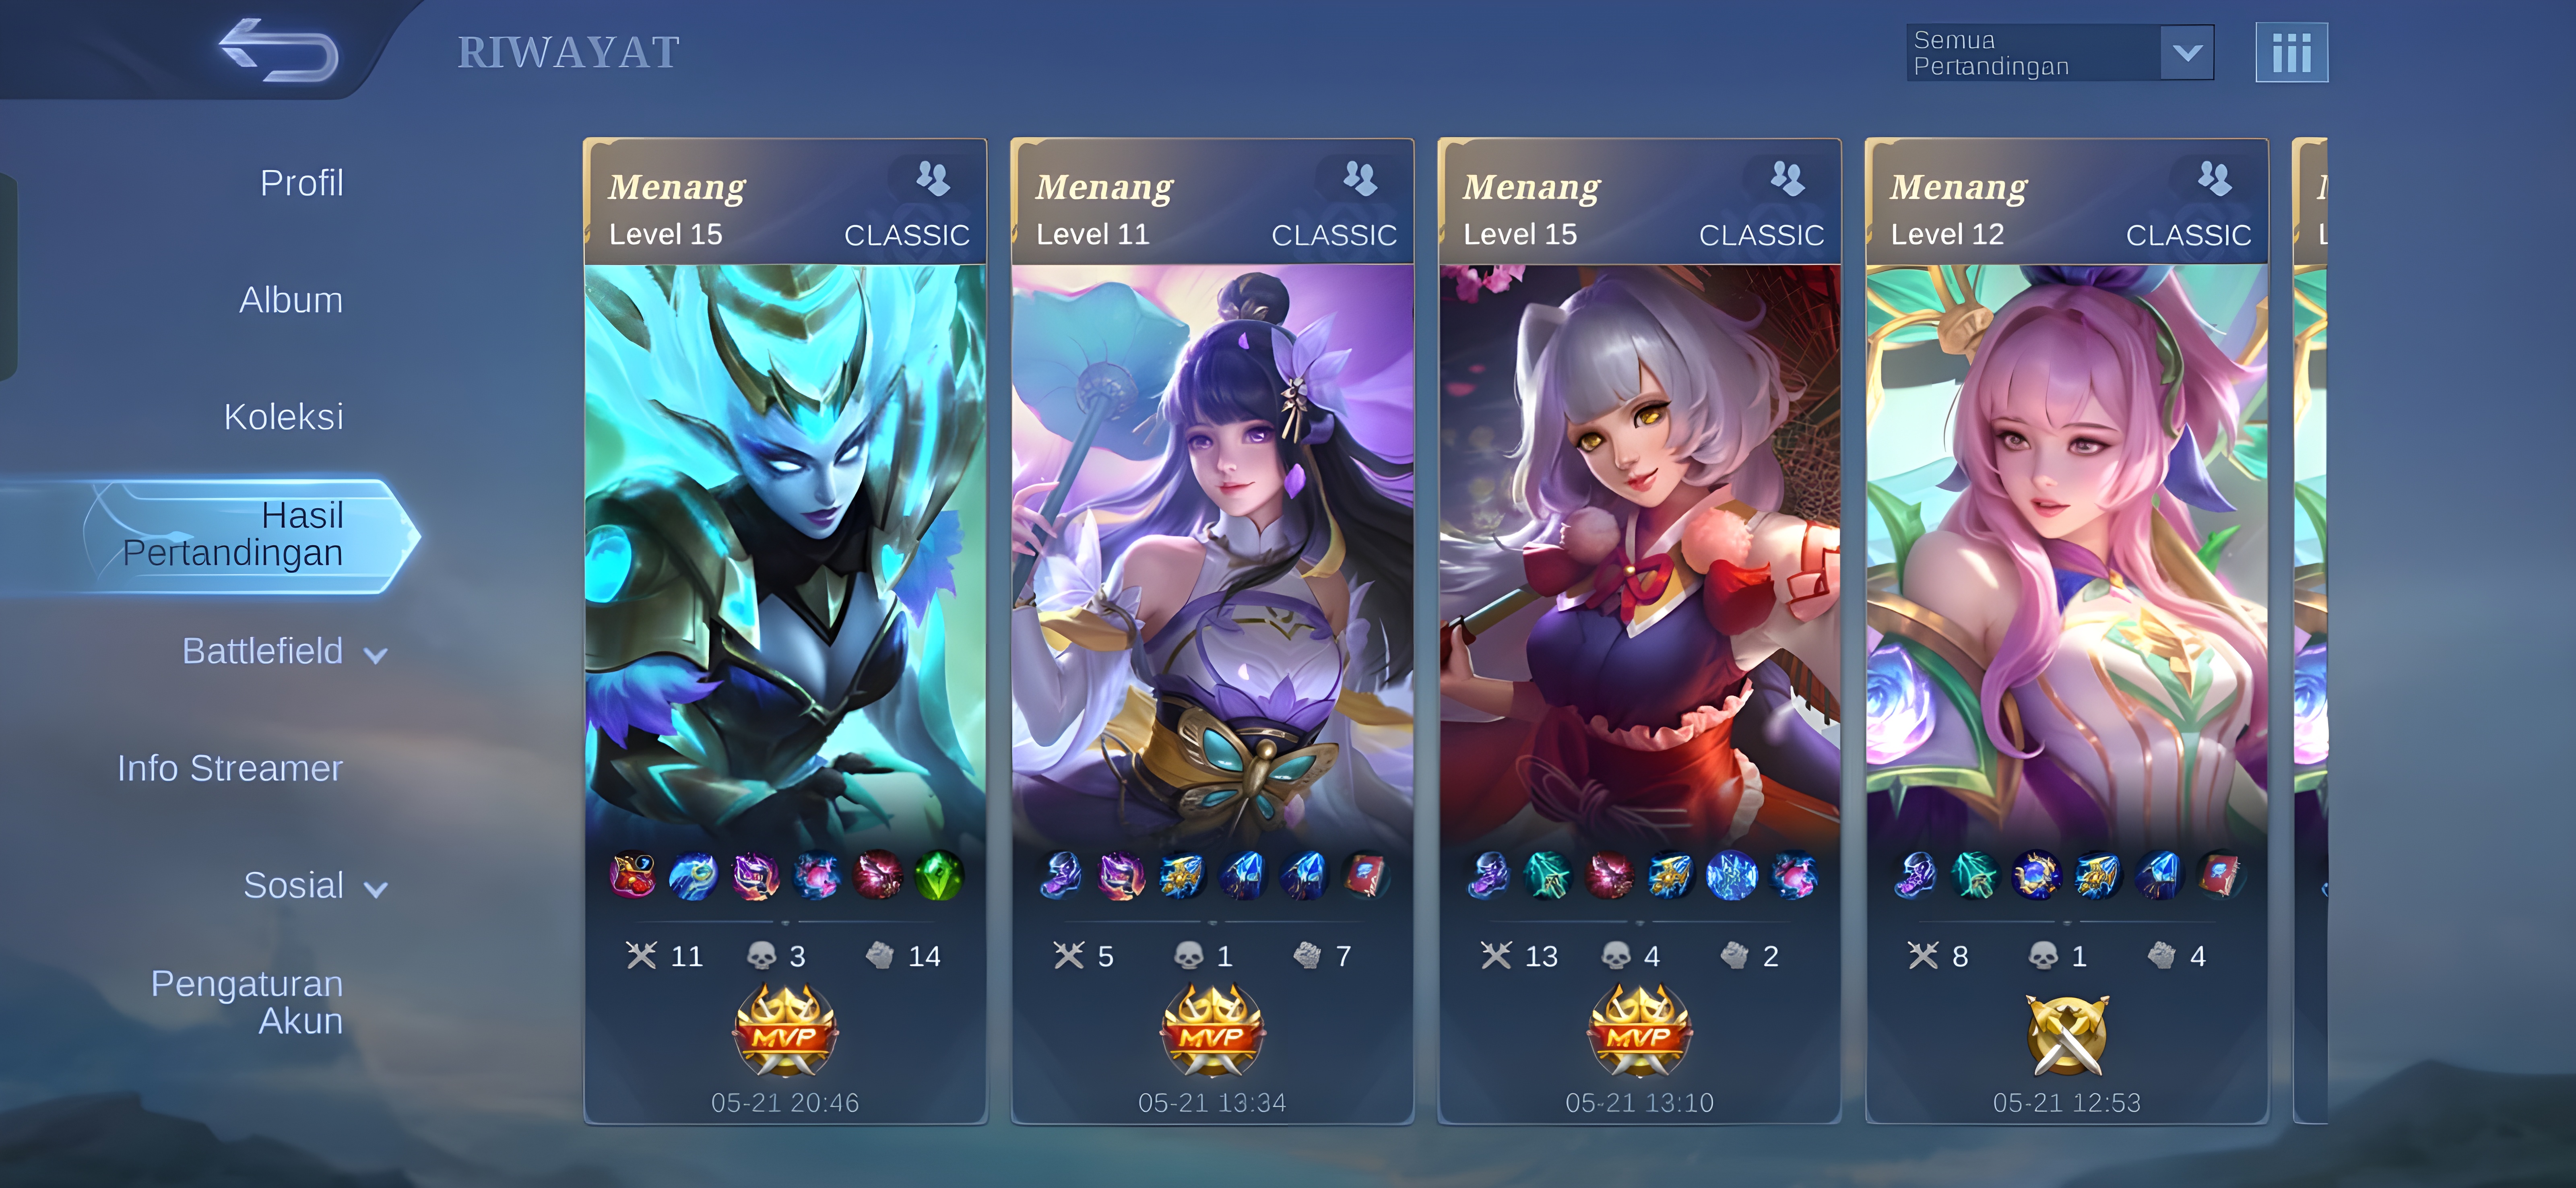 RIWAYAT
Semua
Pertandingan
Profil
Album
Koleksi
Hasil
Pertandingan
Battlefield
Info Streamer
Sosial
Pengaturan
Akun
Menang
Level 15 CLASSIC
11 3 14
MVP
05-21 20:46
Menang
Level 11 CLASSIC
5 1 7
MVP
05-21 13:34
Menang
Level 15 CLASSIC
13 4 2
MVP
05-21 13:10
Menang
Level 12 CLASSIC
8 1 4
05-21 12:53